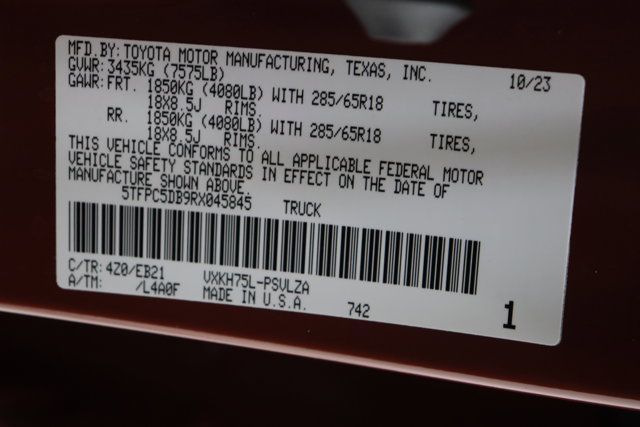 MFD.BY:TOYOTA MOTOR MANUFACTURING, TEXAS, INC. 10/23
GVWR:3435KG (7575LB)
GAWR:FRT. 1850KG (4080LB) WITH 285/65R18 TIRES,
18X8.5J RIMS.
RR. 1850KG (4080LB) WITH 285/65R18 TIRES,
18X8.5J RIMS.
THIS VEHICLE CONFORMS TO ALL APPLICABLE FEDERAL MOTOR
VEHICLE SAFETY STANDARDS IN EFFECT ON THE DATE OF
MANUFACTURE SHOWN ABOVE.
5TFPC5DB9RX045845 TRUCK
C/TR:4Z0/EB21 VXKH75L-PSVLZA
A/TM: /L4A0F MADE IN U.S.A. 742 1